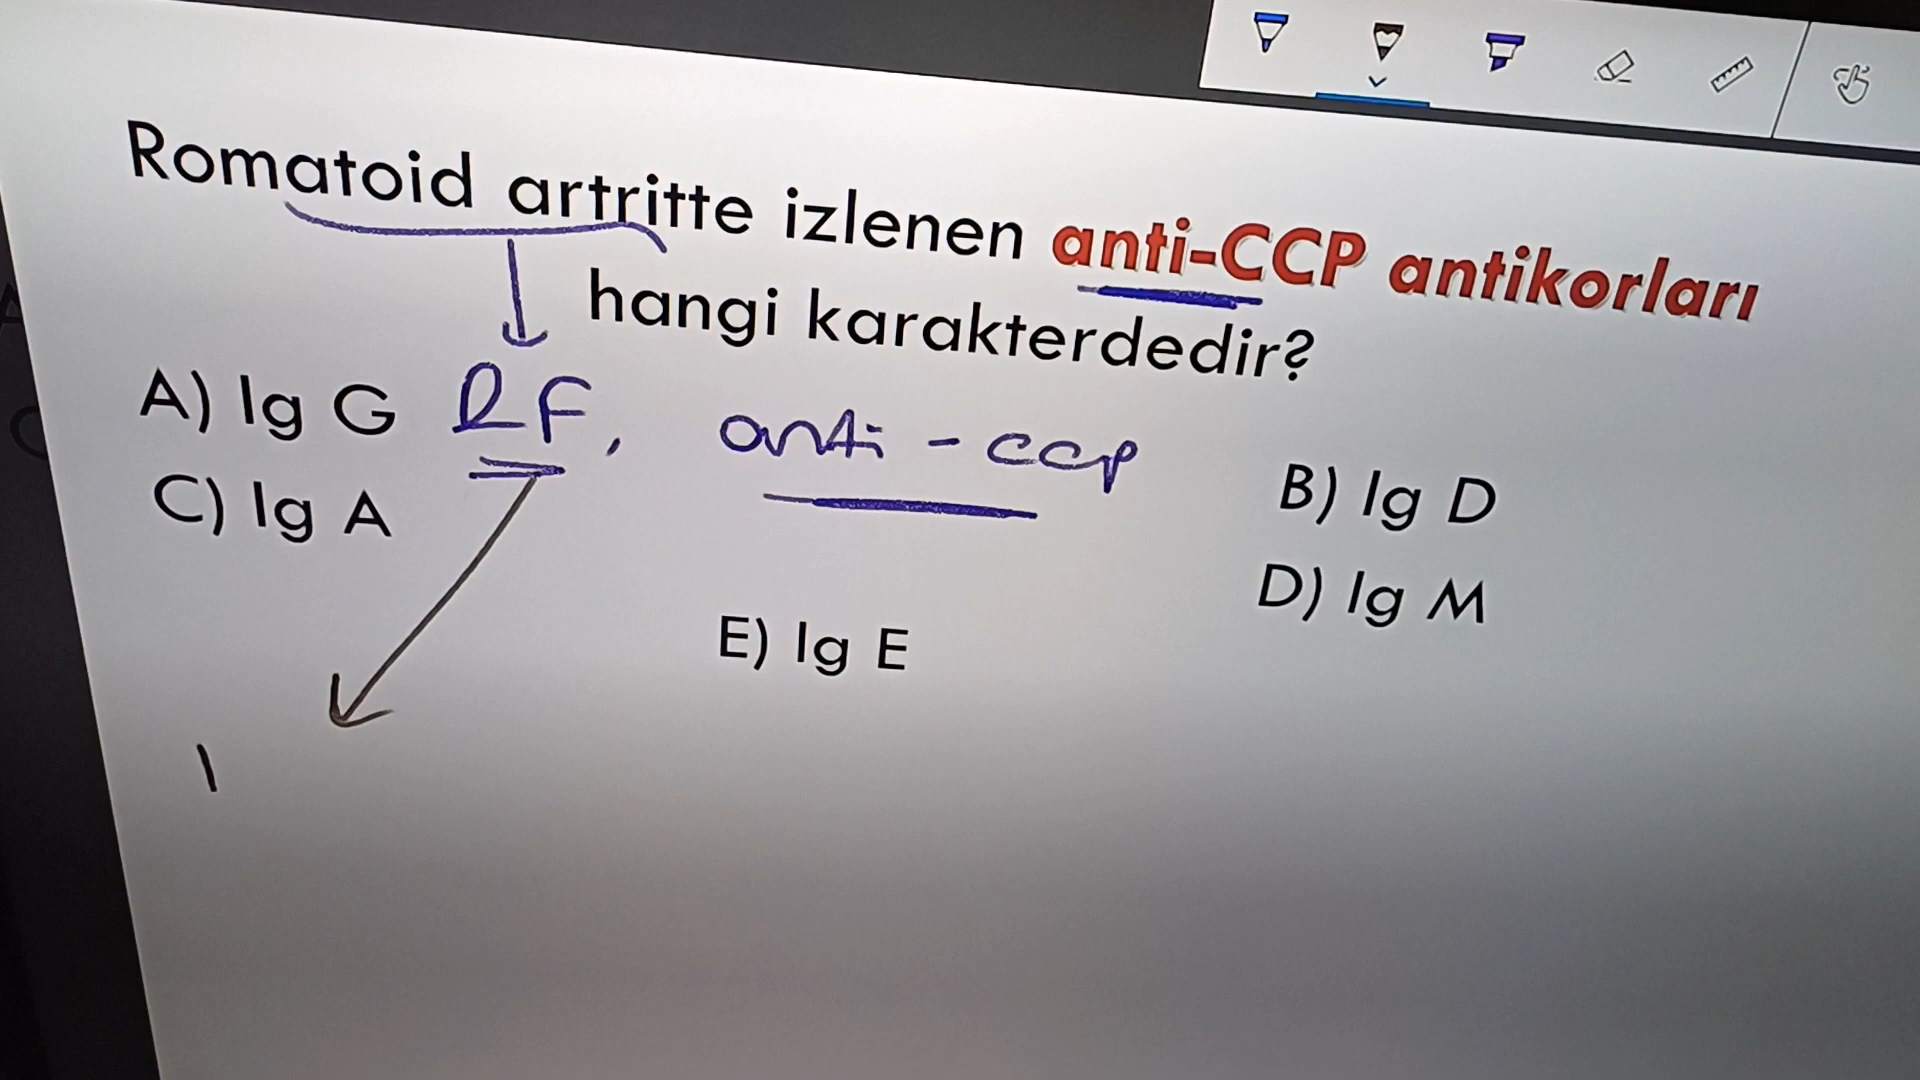 Romatoid artritte izlenen anti-CCP antikorları
hangi karakterdedir?
A) Ig G
RF, anti-ccp
B) Ig D
C) Ig A
D) Ig M
E) Ig E